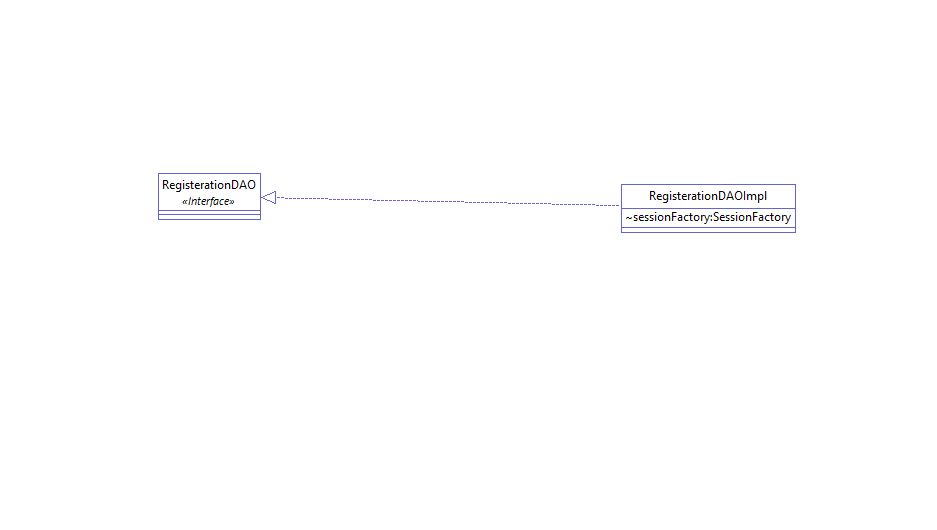 RegisterationDAO
«Interface»
RegisterationDAOImpl
~sessionFactory:SessionFactory